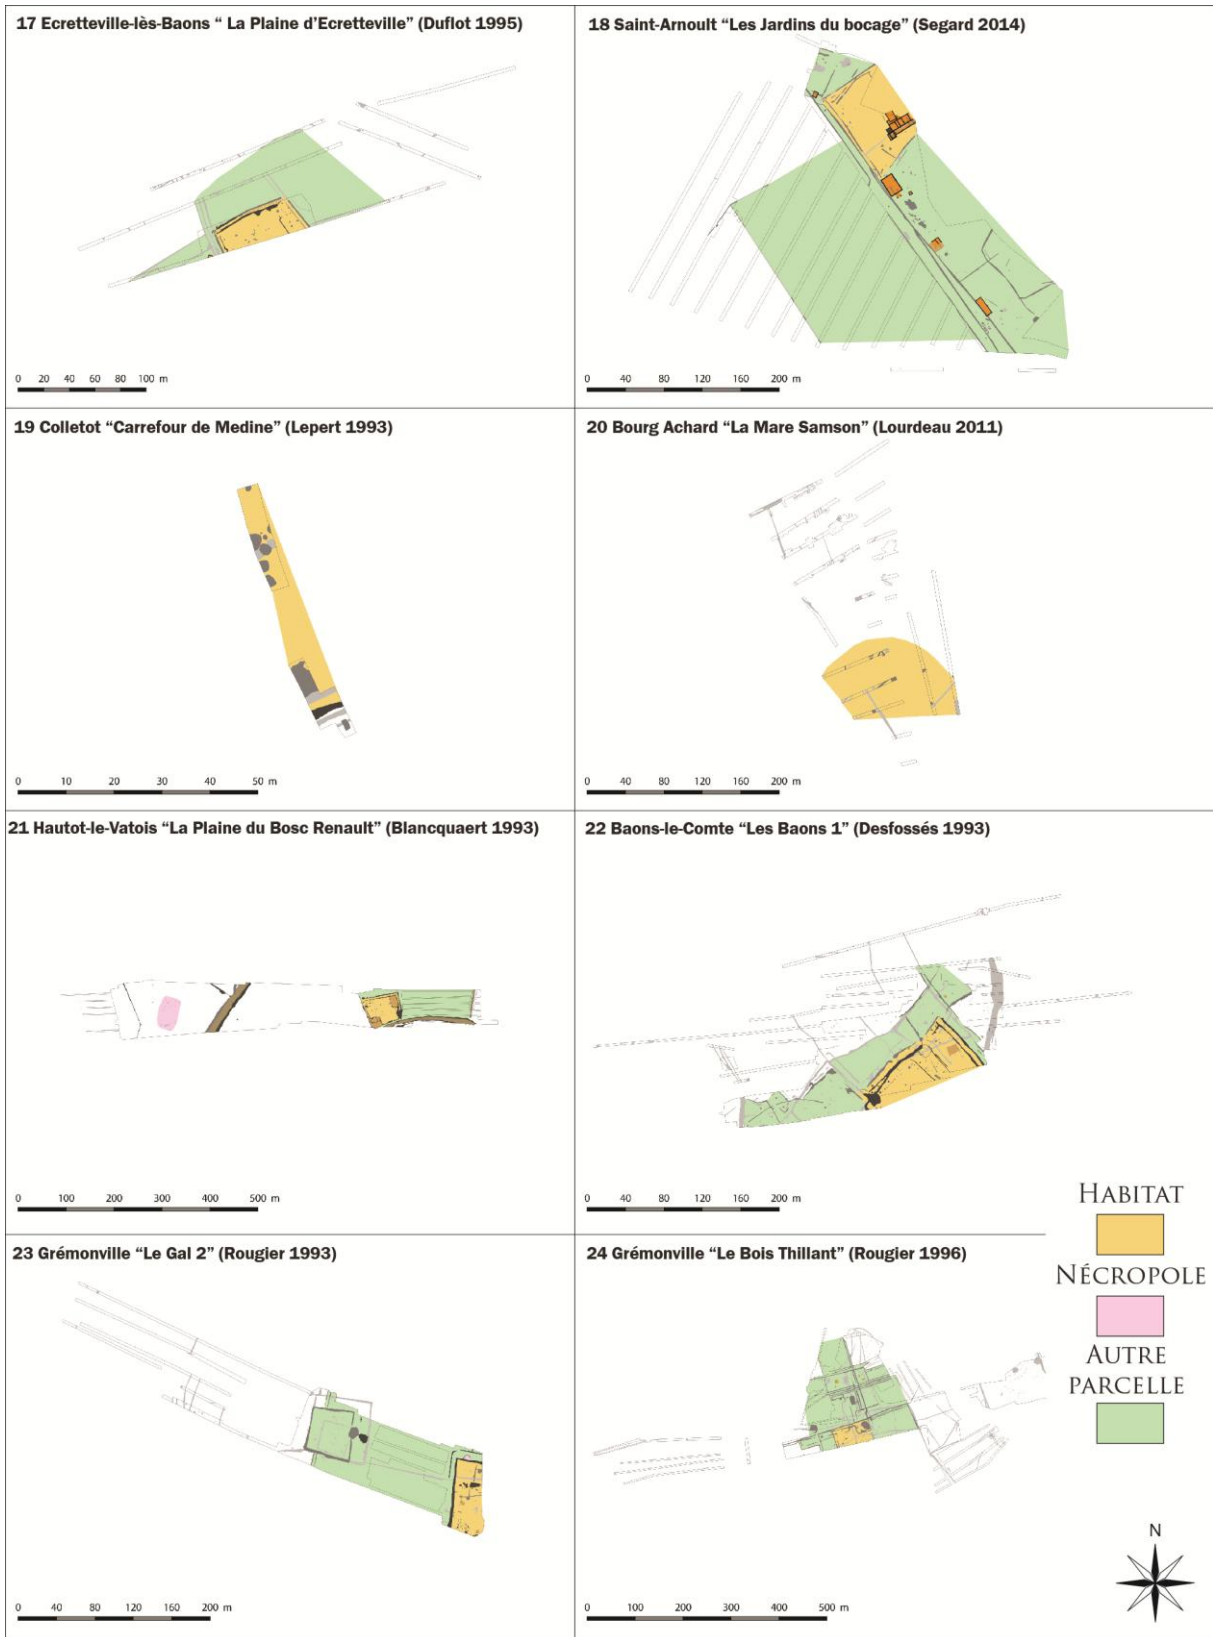 17 Ecretteville-lès-Baons “ La Plaine d’Ecretteville” (Duflot 1995)
0 20 40 60 80 100 m
18 Saint-Arnoult “Les Jardins du bocage” (Segard 2014)
0 40 80 120 160 200 m
19 Colletot “Carrefour de Medine” (Lepert 1993)
0 10 20 30 40 50 m
20 Bourg Achard “La Mare Samson” (Lourdeau 2011)
0 40 80 120 160 200 m
21 Hautot-le-Vatois “La Plaine du Bosc Renault” (Blancquaert 1993)
0 100 200 300 400 500 m
22 Baons-le-Comte “Les Baons 1” (Desfossés 1993)
0 40 80 120 160 200 m
23 Grémonville “Le Gal 2” (Rougier 1993)
0 40 80 120 160 200 m
24 Grémonville “Le Bois Thillant” (Rougier 1996)
0 100 200 300 400 500 m
HABITAT
NÉCROPOLE
AUTRE
PARCELLE
N